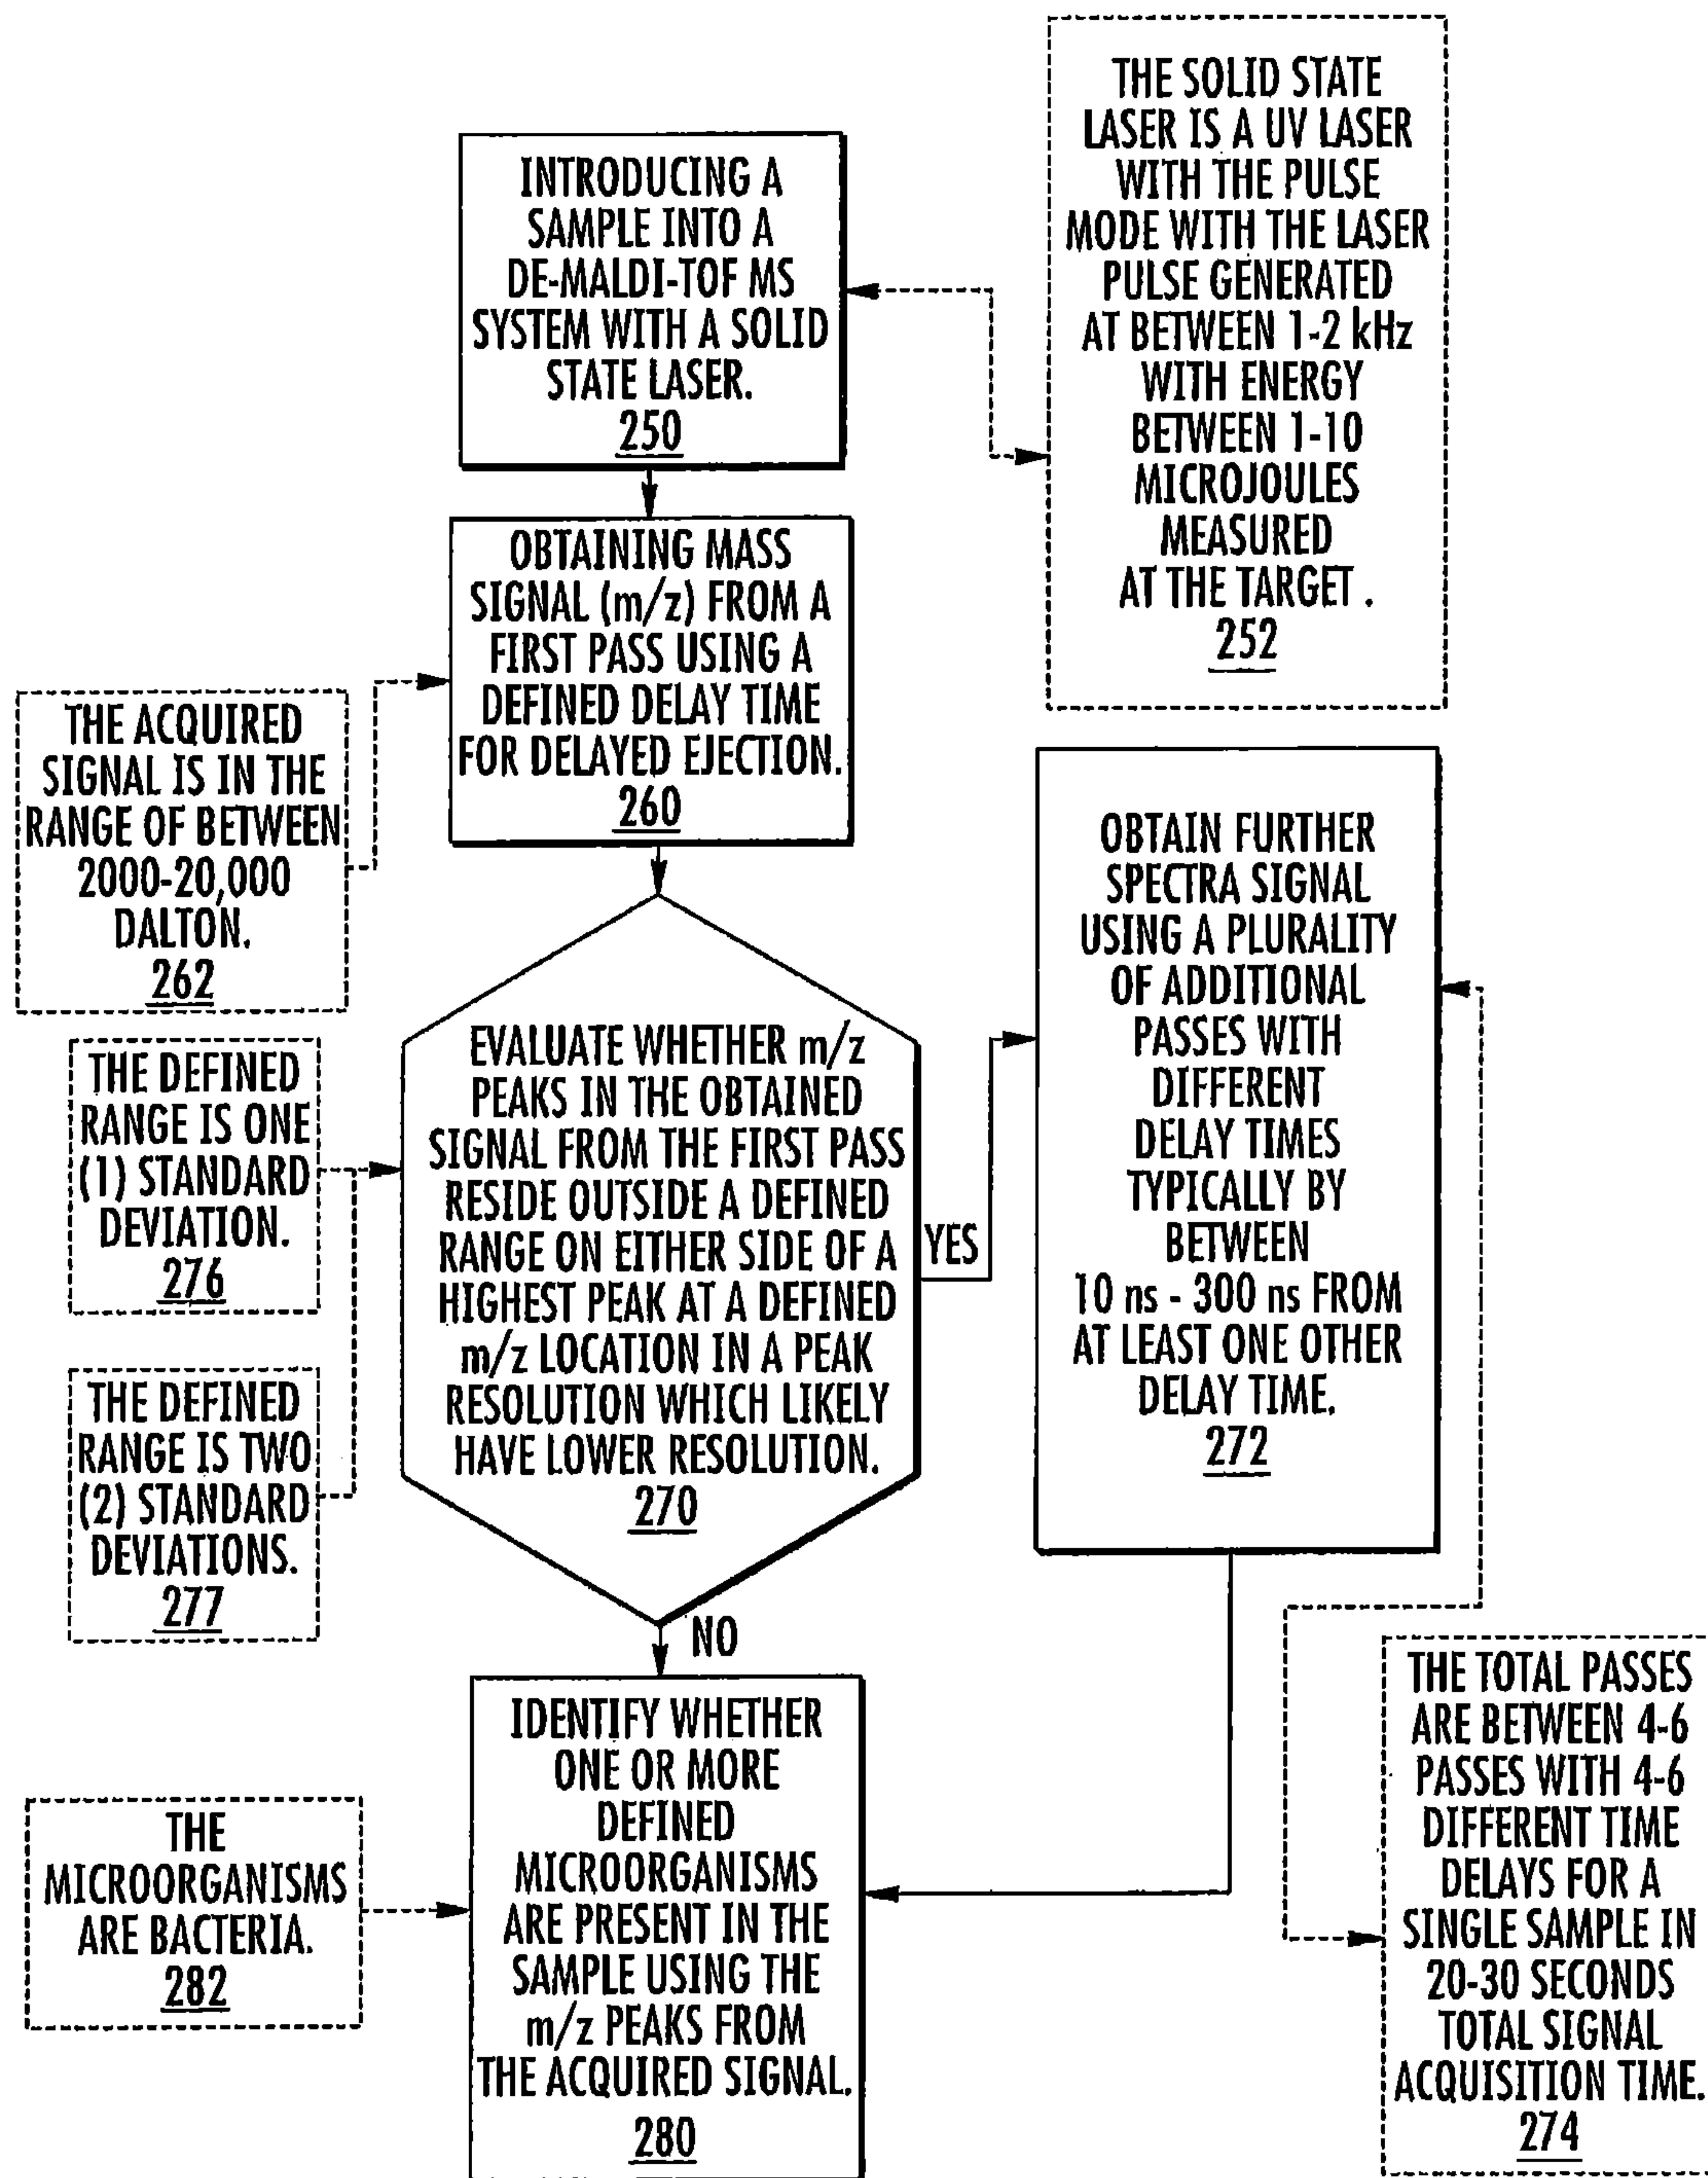 INTRODUCING A
SAMPLE INTO A
DE-MALDI-TOF MS
SYSTEM WITH A SOLID
STATE LASER.
250
THE SOLID STATE
LASER IS A UV LASER
WITH THE PULSE
MODE WITH THE LASER
PULSE GENERATED
AT BETWEEN 1-2 kHz
WITH ENERGY
BETWEEN 1-10
MICROJOULES
MEASURED
AT THE TARGET .
252
OBTAINING MASS
SIGNAL (m/z) FROM A
FIRST PASS USING A
DEFINED DELAY TIME
FOR DELAYED EJECTION.
260
THE ACQUIRED
SIGNAL IS IN THE
RANGE OF BETWEEN
2000-20,000
DALTON.
262
EVALUATE WHETHER m/z
PEAKS IN THE OBTAINED
SIGNAL FROM THE FIRST PASS
RESIDE OUTSIDE A DEFINED
RANGE ON EITHER SIDE OF A
HIGHEST PEAK AT A DEFINED
m/z LOCATION IN A PEAK
RESOLUTION WHICH LIKELY
HAVE LOWER RESOLUTION.
270
THE DEFINED
RANGE IS ONE
(1) STANDARD
DEVIATION.
276
THE DEFINED
RANGE IS TWO
(2) STANDARD
DEVIATIONS.
277
YES
OBTAIN FURTHER
SPECTRA SIGNAL
USING A PLURALITY
OF ADDITIONAL
PASSES WITH
DIFFERENT
DELAY TIMES
TYPICALLY BY
BETWEEN
10 ns - 300 ns FROM
AT LEAST ONE OTHER
DELAY TIME.
272
NO
IDENTIFY WHETHER
ONE OR MORE
DEFINED
MICROORGANISMS
ARE PRESENT IN THE
SAMPLE USING THE
m/z PEAKS FROM
THE ACQUIRED SIGNAL.
280
THE
MICROORGANISMS
ARE BACTERIA.
282
THE TOTAL PASSES
ARE BETWEEN 4-6
PASSES WITH 4-6
DIFFERENT TIME
DELAYS FOR A
SINGLE SAMPLE IN
20-30 SECONDS
TOTAL SIGNAL
ACQUISITION TIME.
274